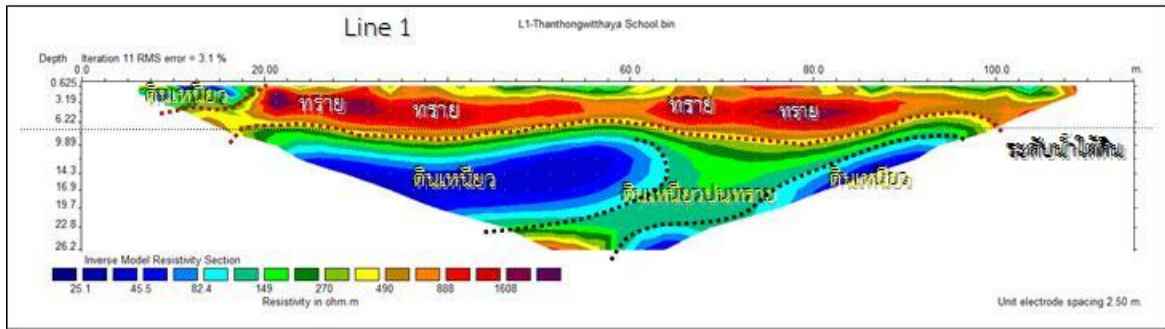 Line 1
L1-Thanthongwitthaya School.bin
Depth Iteration 11 RMS error = 3.1 %
0.0 20.00 60.0 80.0 100.0 m.
0.625
3.19
6.22
9.89
14.3
16.9
19.7
22.8
26.2
ดินเหนียว ทราย ทราย ทราย ทราย
ระดับน้ำใต้ดิน
ดินเหนียว ดินเหนียวปนทราย ดินเหนียว
Inverse Model Resistivity Section
25.1 45.5 82.4 149 270 490 888 1608
Resistivity in ohm.m
Unit electrode spacing 2.50 m.